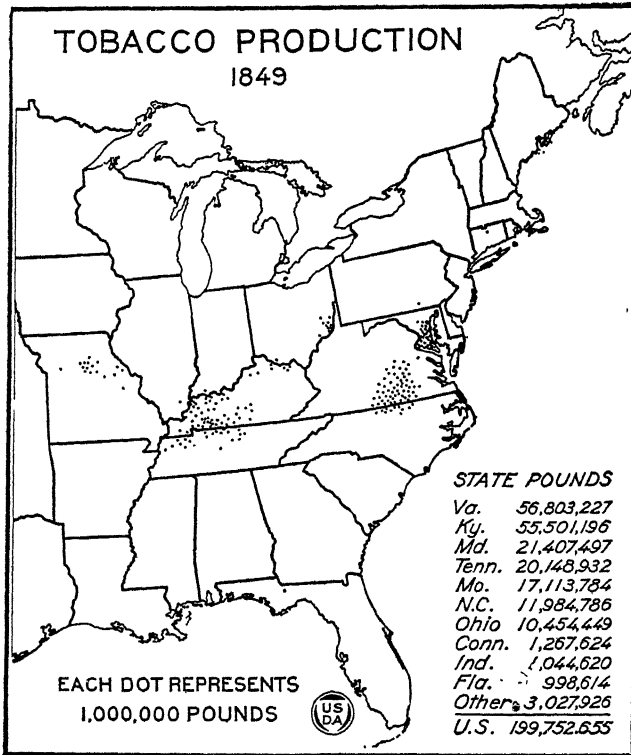 TOBACCO PRODUCTION
1849
STATE POUNDS
Va. 56,803,227
Ky. 55,501,196
Md. 21,407,497
Tenn. 20,148,932
Mo. 17,113,784
N.C. 11,984,786
Ohio 10,454,449
Conn. 1,267,624
Ind. 1,044,620
Fla. 998,614
Others 3,027,926
U.S. 199,752,655
EACH DOT REPRESENTS
1,000,000 POUNDS
US
DA